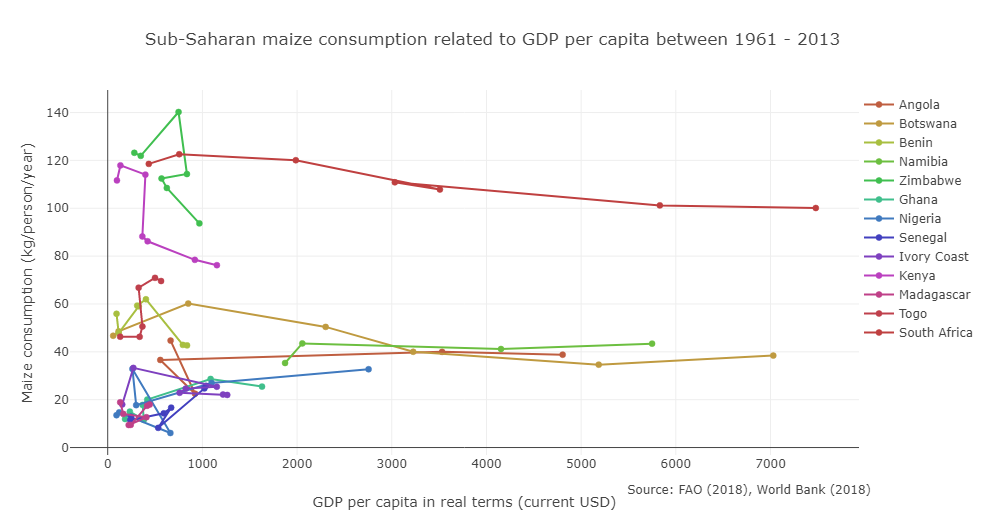 Sub-Saharan maize consumption related to GDP per capita between 1961 - 2013
Maize consumption (kg/person/year)
140
120
100
80
60
40
20
0
0 1000 2000 3000 4000 5000 6000 7000
GDP per capita in real terms (current USD)
Source: FAO (2018), World Bank (2018)
Angola
Botswana
Benin
Namibia
Zimbabwe
Ghana
Nigeria
Senegal
Ivory Coast
Kenya
Madagascar
Togo
South Africa